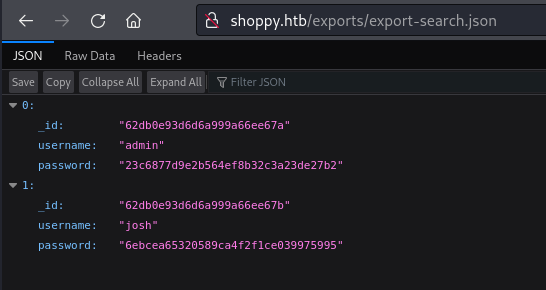 shoppy.htb/exports/export-search.json
JSON Raw Data Headers
Save Copy Collapse All Expand All Filter JSON
0:
_id: "62db0e93d6d6a999a66ee67a"
username: "admin"
password: "23c6877d9e2b564ef8b32c3a23de27b2"
1:
_id: "62db0e93d6d6a999a66ee67b"
username: "josh"
password: "6ebcea65320589ca4f2f1ce039975995"